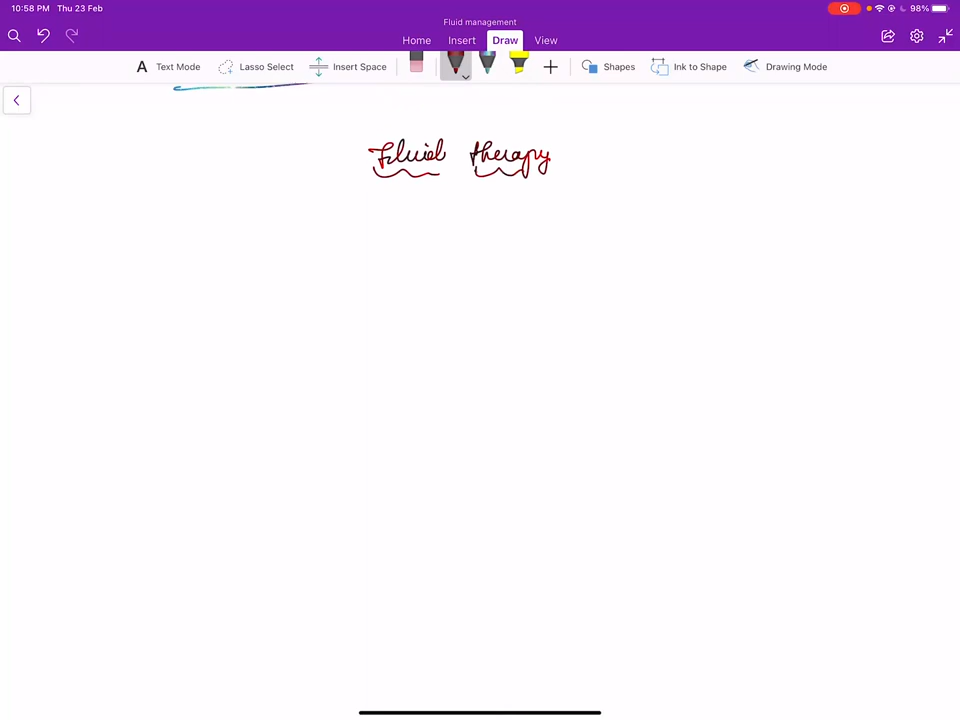 10:58 PM Thu 23 Feb
98%
Fluid management
Home Insert Draw View
A Text Mode Lasso Select Insert Space Shapes Ink to Shape Drawing Mode
Fluid therapy